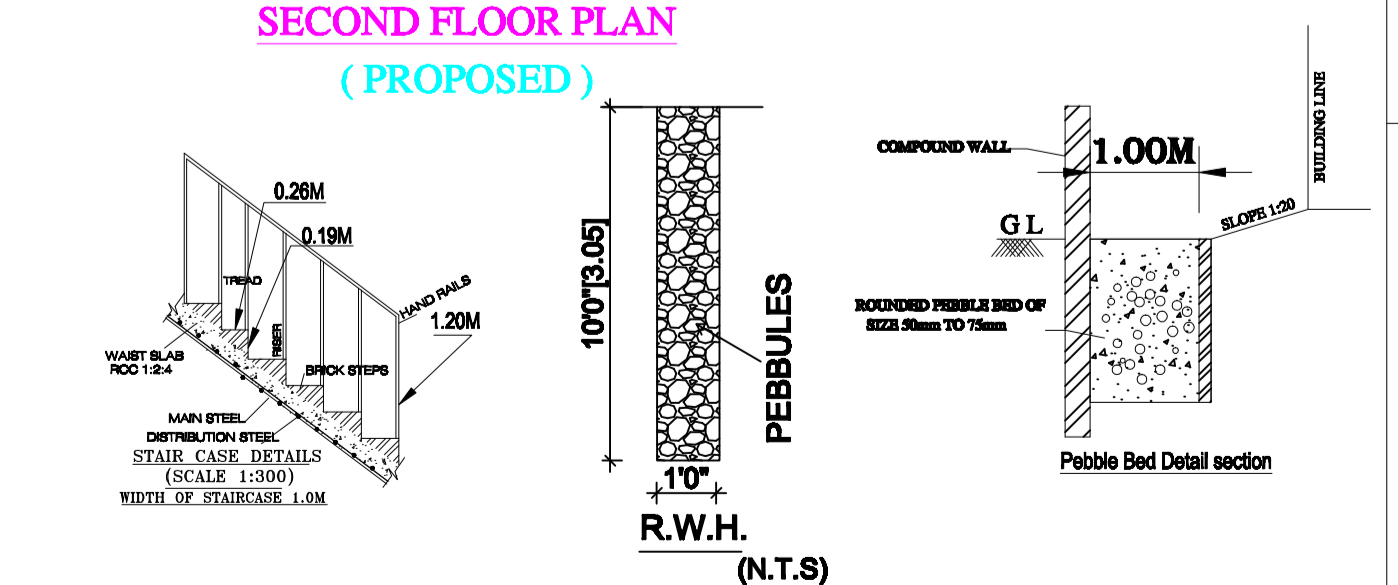 SECOND FLOOR PLAN
( PROPOSED )
0.26M
0.19M
TREAD
RISER
HAND RAILS
1.20M
WAIST SLAB
RCC 1:2:4
BRICK STEPS
MAIN STEEL
DISTRIBUTION STEEL
STAIR CASE DETAILS
(SCALE 1:300)
WIDTH OF STAIRCASE 1.0M
10'0"[3.05]
PEBBULES
1'0"
R.W.H.
(N.T.S)
COMPOUND WALL
1.00M
BUILDING LINE
SLOPE 1:20
G L
ROUNDED PEBBLE BED OF
SIZE 50mm TO 75mm
Pebble Bed Detail section